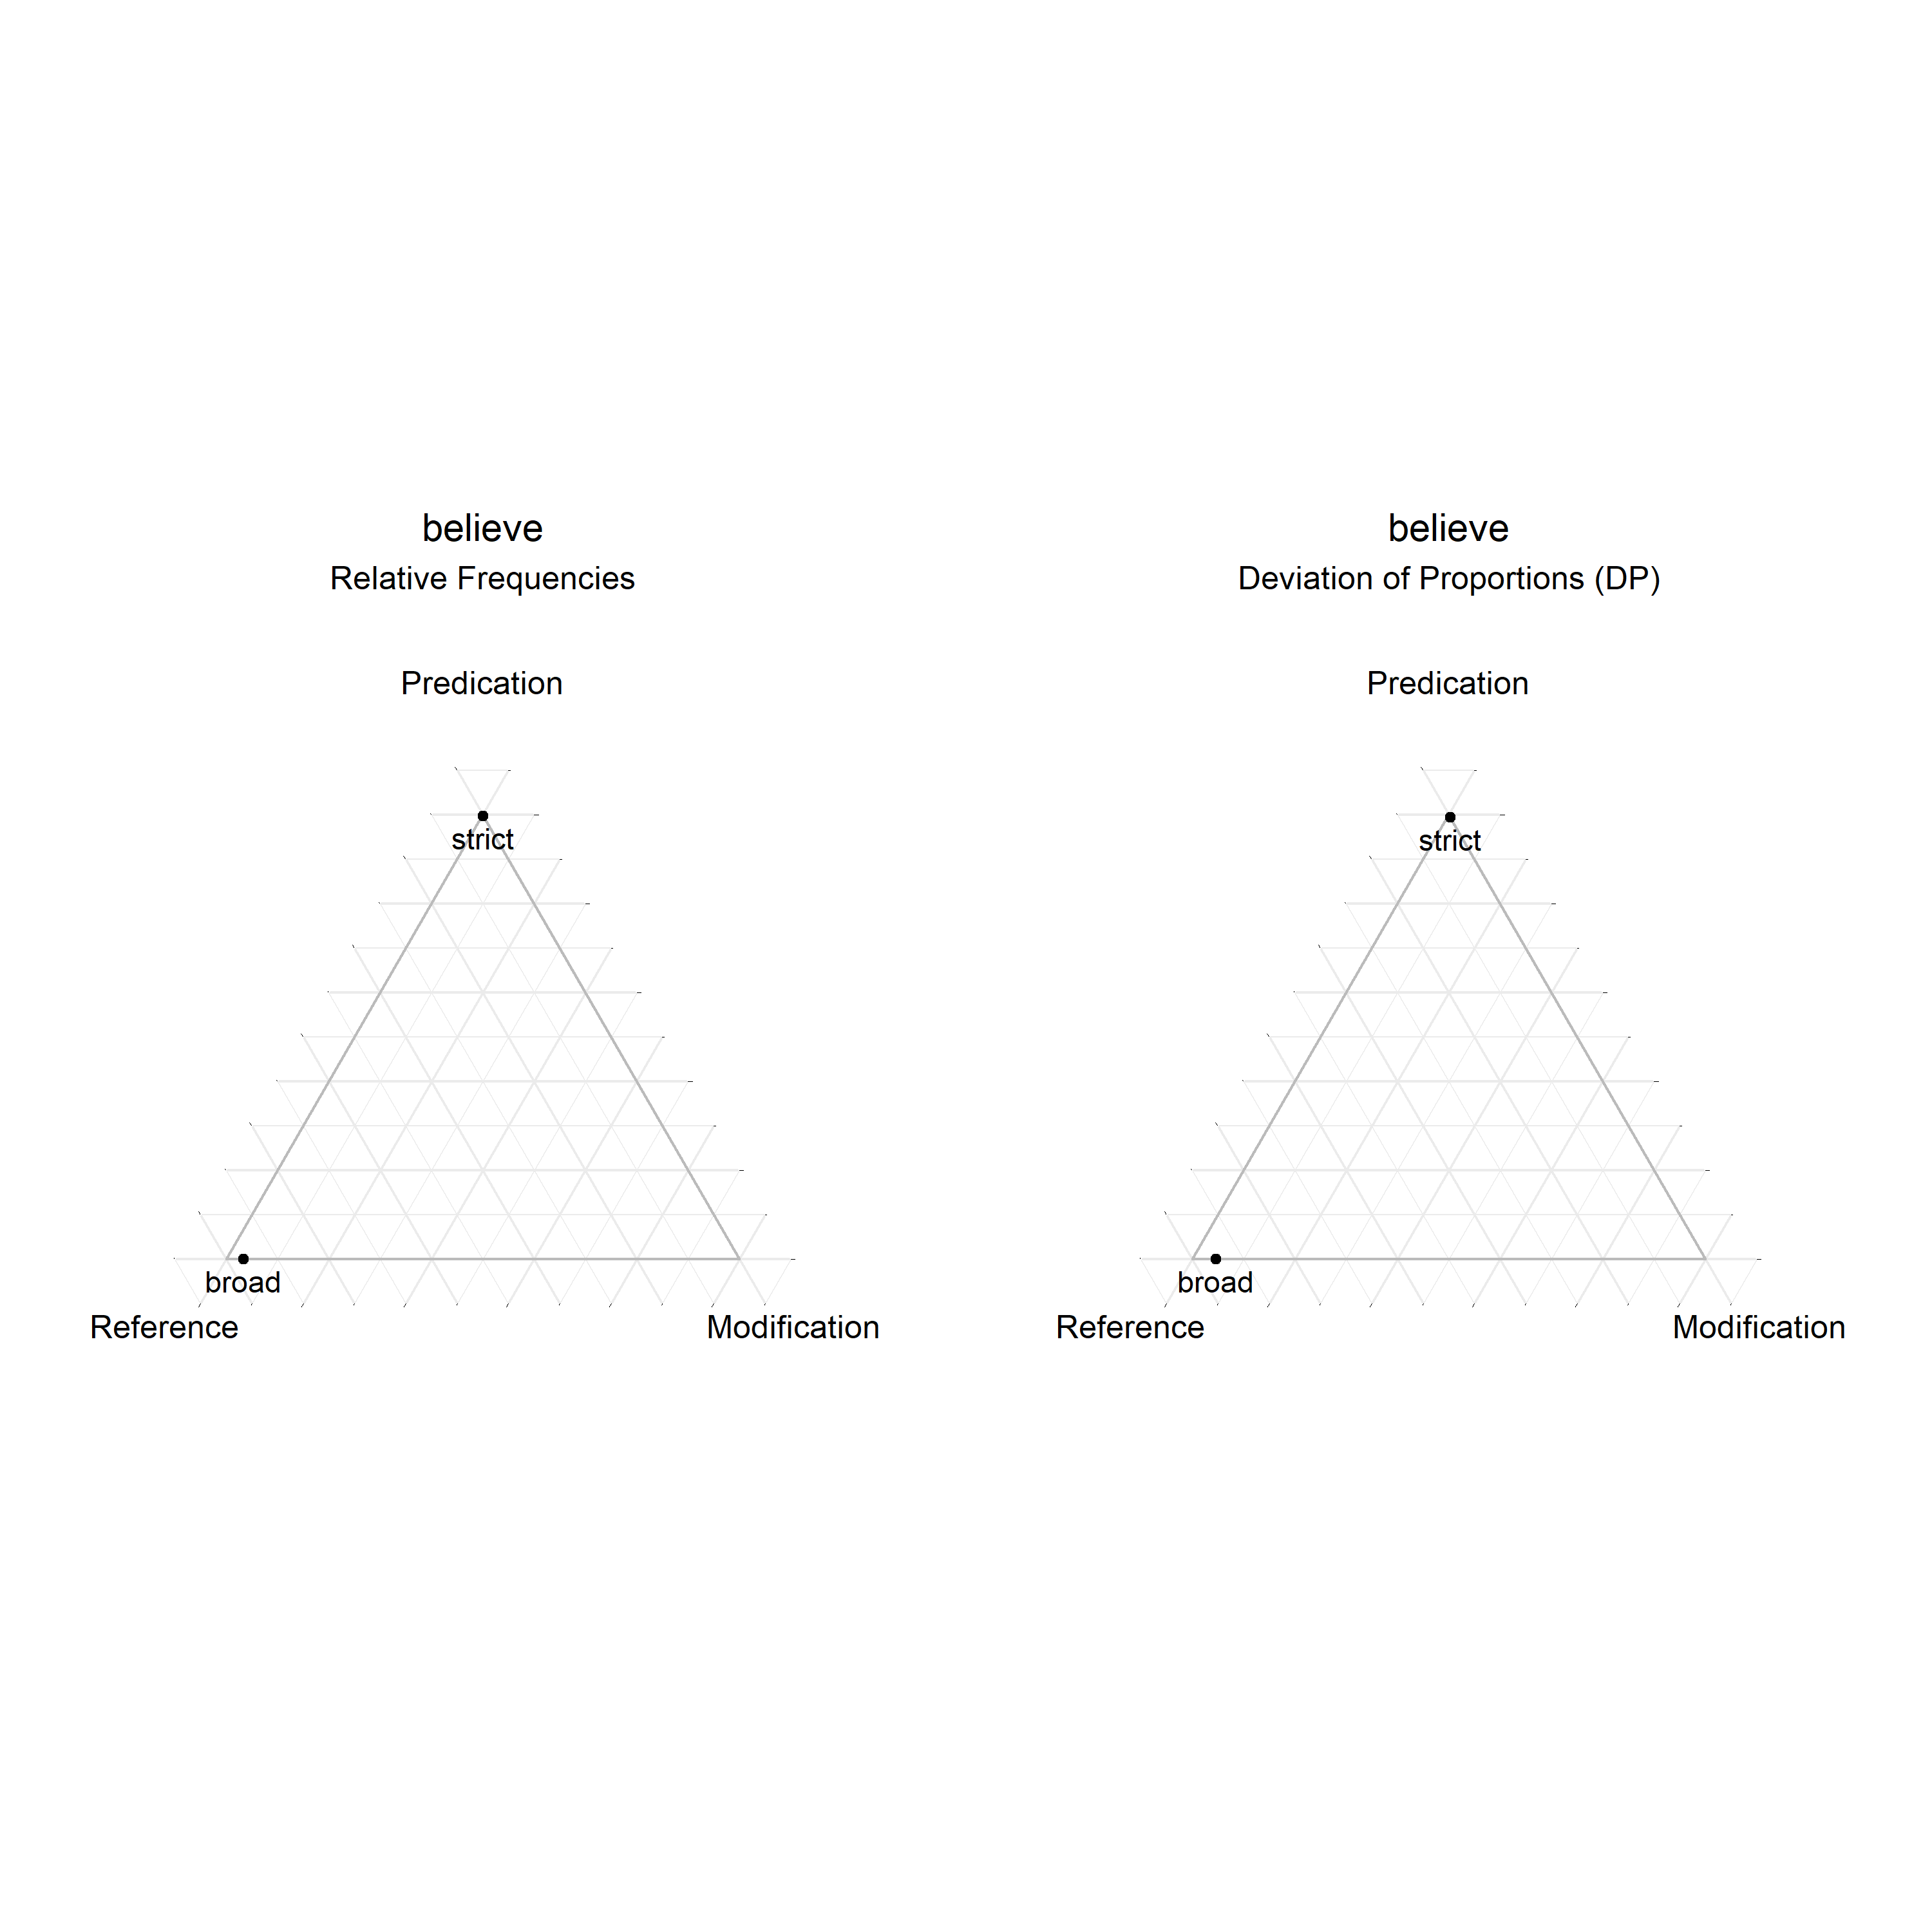 believe
Relative Frequencies
Predication
strict
broad
Reference
Modification
believe
Deviation of Proportions (DP)
Predication
strict
broad
Reference
Modification